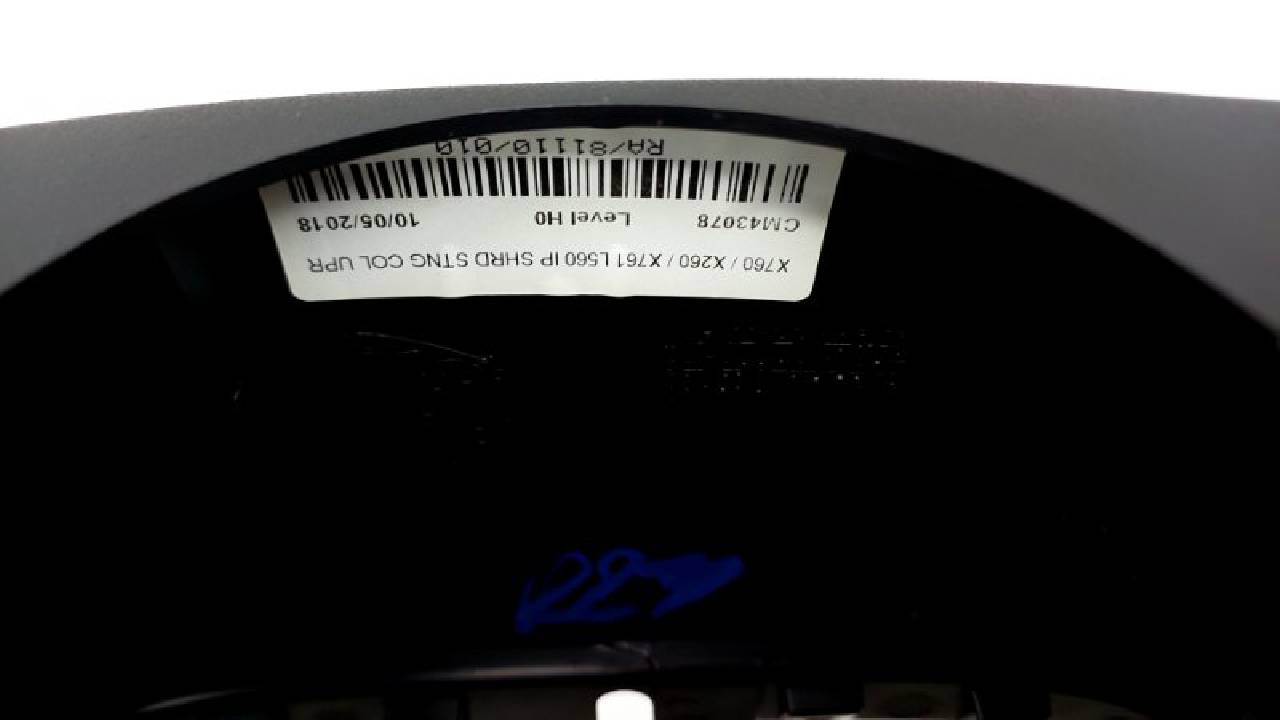 X760 / X260 / X761 L560 IP SHRD STNG COL UPR
CM43078 Level H0 10/05/2018
RA/81110/010